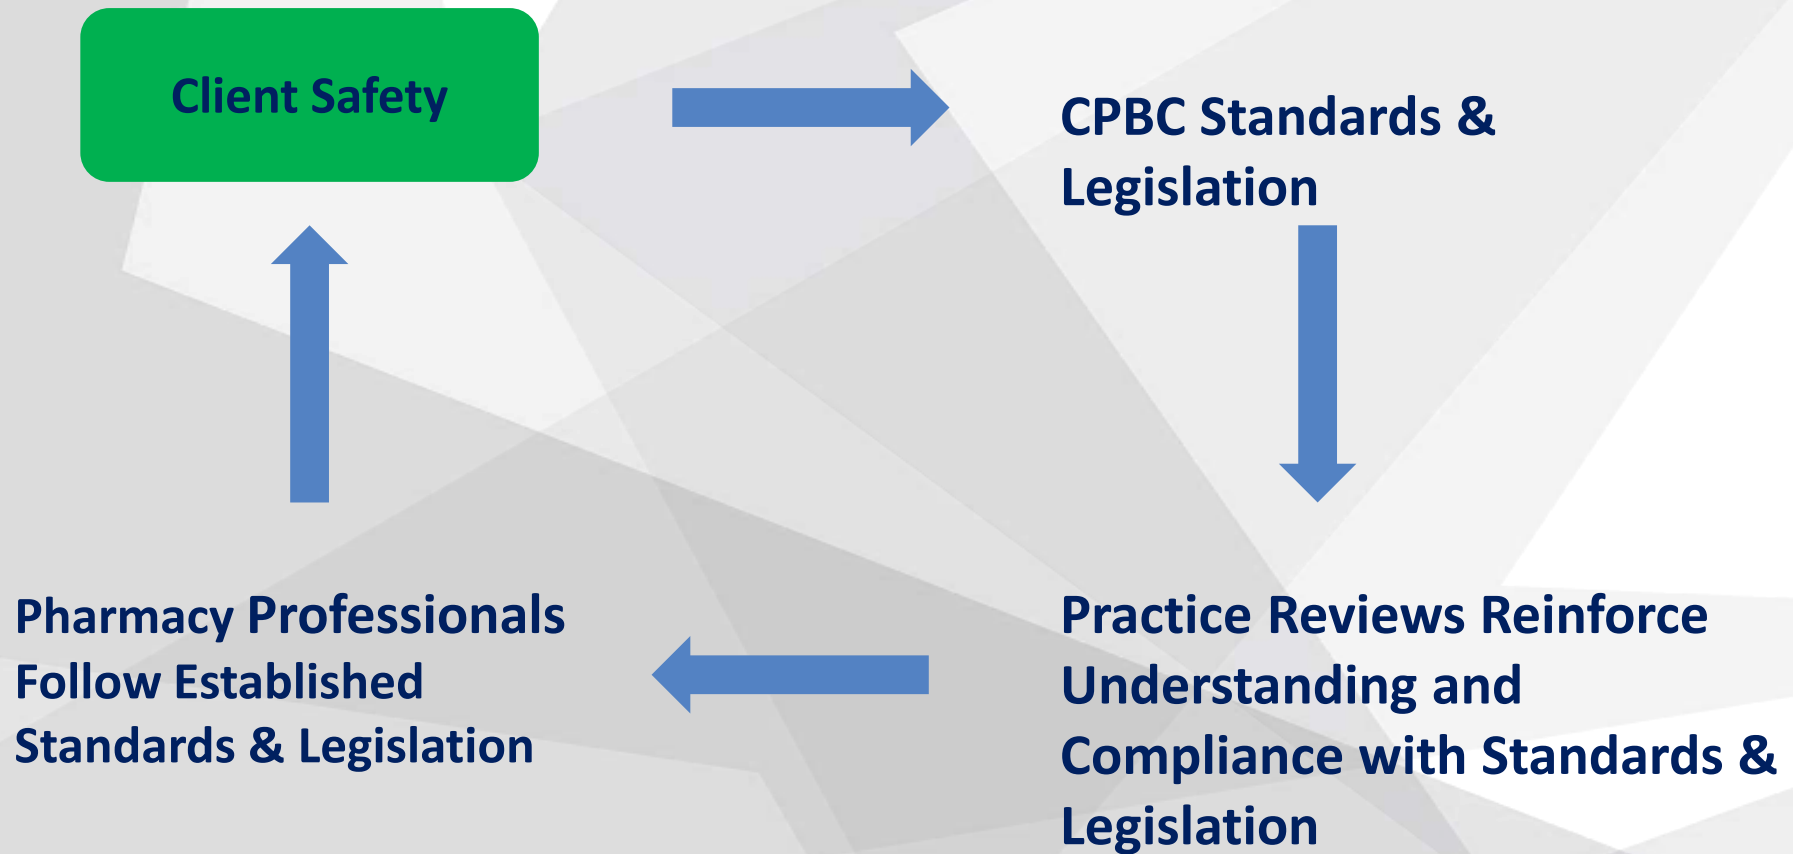 Client Safety
CPBC Standards &
Legislation
Pharmacy Professionals
Follow Established
Standards & Legislation
Practice Reviews Reinforce
Understanding and
Compliance with Standards &
Legislation